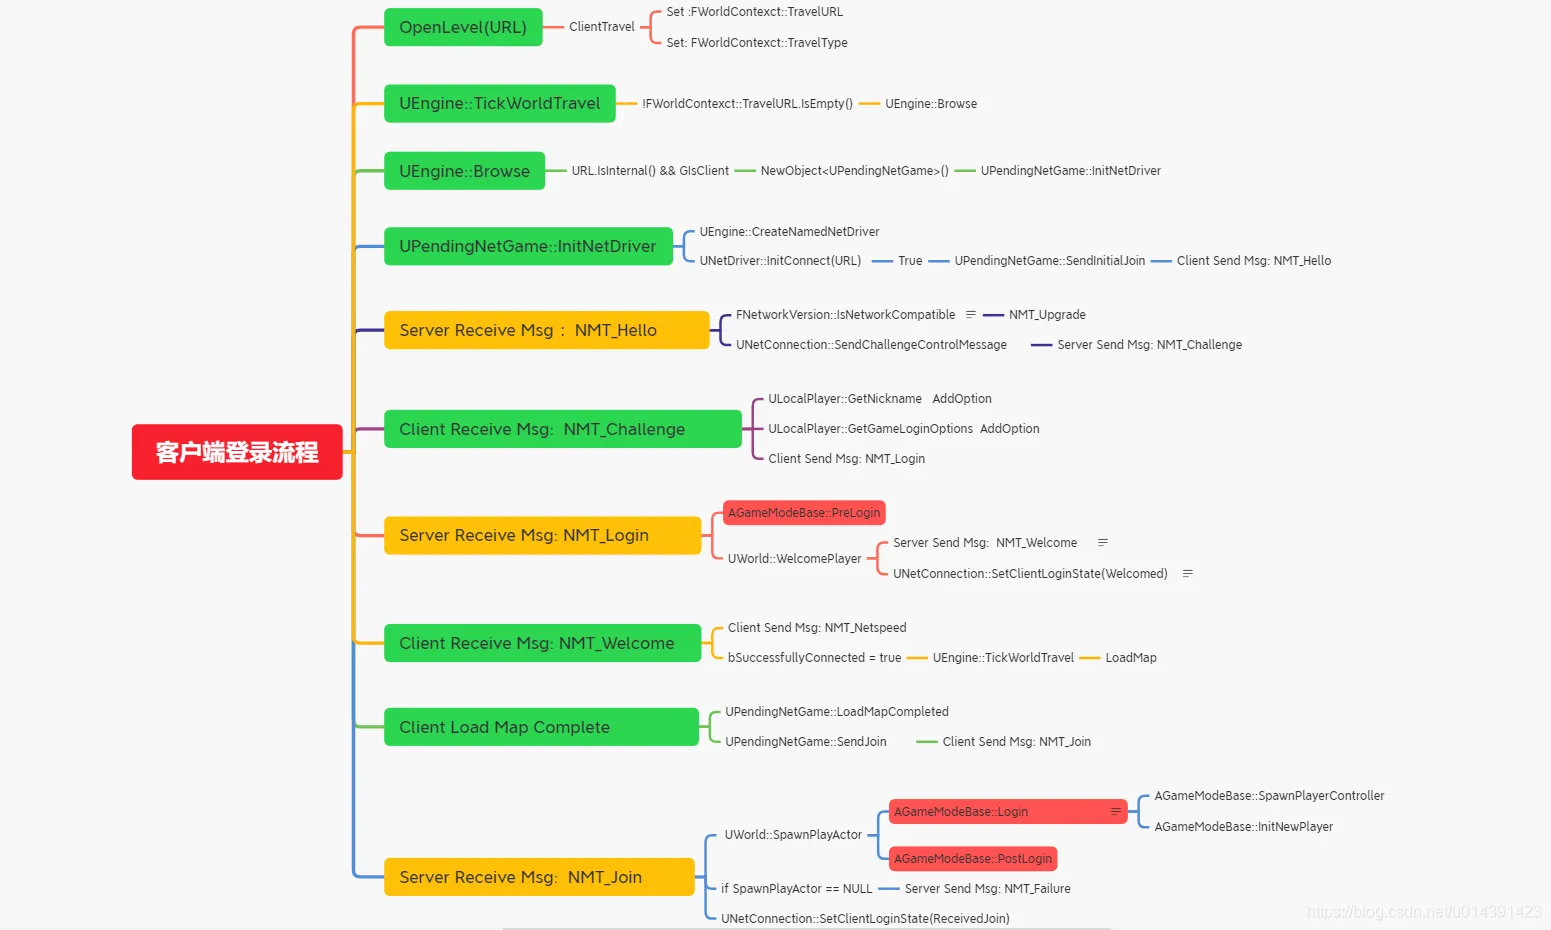 客户端登录流程
OpenLevel(URL)
ClientTravel
Set :FWorldContexct::TravelURL
Set: FWorldContexct::TravelType
UEngine::TickWorldTravel
!FWorldContexct::TravelURL.IsEmpty()
UEngine::Browse
UEngine::Browse
URL.IsInternal() && GIsClient
NewObject<UPendingNetGame>()
UPendingNetGame::InitNetDriver
UPendingNetGame::InitNetDriver
UEngine::CreateNamedNetDriver
UNetDriver::InitConnect(URL)
True
UPendingNetGame::SendInitialJoin
Client Send Msg: NMT_Hello
Server Receive Msg： NMT_Hello
FNetworkVersion::IsNetworkCompatible
NMT_Upgrade
UNetConnection::SendChallengeControlMessage
Server Send Msg: NMT_Challenge
Client Receive Msg: NMT_Challenge
ULocalPlayer::GetNickname AddOption
ULocalPlayer::GetGameLoginOptions AddOption
Client Send Msg: NMT_Login
Server Receive Msg: NMT_Login
AGameModeBase::PreLogin
UWorld::WelcomePlayer
Server Send Msg: NMT_Welcome
UNetConnection::SetClientLoginState(Welcomed)
Client Receive Msg: NMT_Welcome
Client Send Msg: NMT_Netspeed
bSuccessfullyConnected = true
UEngine::TickWorldTravel
LoadMap
Client Load Map Complete
UPendingNetGame::LoadMapCompleted
UPendingNetGame::SendJoin
Client Send Msg: NMT_Join
Server Receive Msg: NMT_Join
UWorld::SpawnPlayActor
AGameModeBase::Login
AGameModeBase::SpawnPlayerController
AGameModeBase::InitNewPlayer
AGameModeBase::PostLogin
if SpawnPlayActor == NULL
Server Send Msg: NMT_Failure
UNetConnection::SetClientLoginState(ReceivedJoin)
https://blog.csdn.net/u014391423